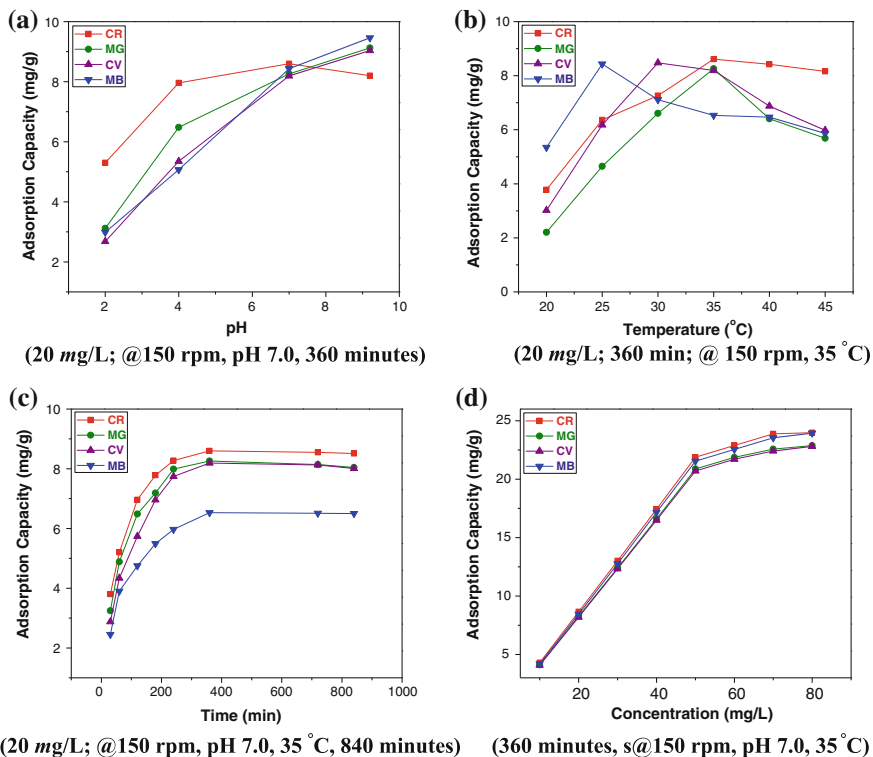 (a)
CR
MG
CV
MB
Adsorption Capacity (mg/g)
10
8
6
4
2
2
4
6
8
10
pH
(20 mg/L; @150 rpm, pH 7.0, 360 minutes)
(b)
CR
MG
CV
MB
Adsorption Capacity (mg/g)
10
8
6
4
2
0
20
25
30
35
40
45
Temperature (°C)
(20 mg/L; 360 min; @ 150 rpm, 35 °C)
(c)
CR
MG
CV
MB
Adsorption Capacity (mg/g)
10
8
6
4
2
0
200
400
600
800
1000
Time (min)
(20 mg/L; @150 rpm, pH 7.0, 35 °C, 840 minutes)
(d)
CR
MG
CV
MB
Adsorption Capacity (mg/g)
25
20
15
10
5
20
40
60
80
Concentration (mg/L)
(360 minutes, s@150 rpm, pH 7.0, 35°C)